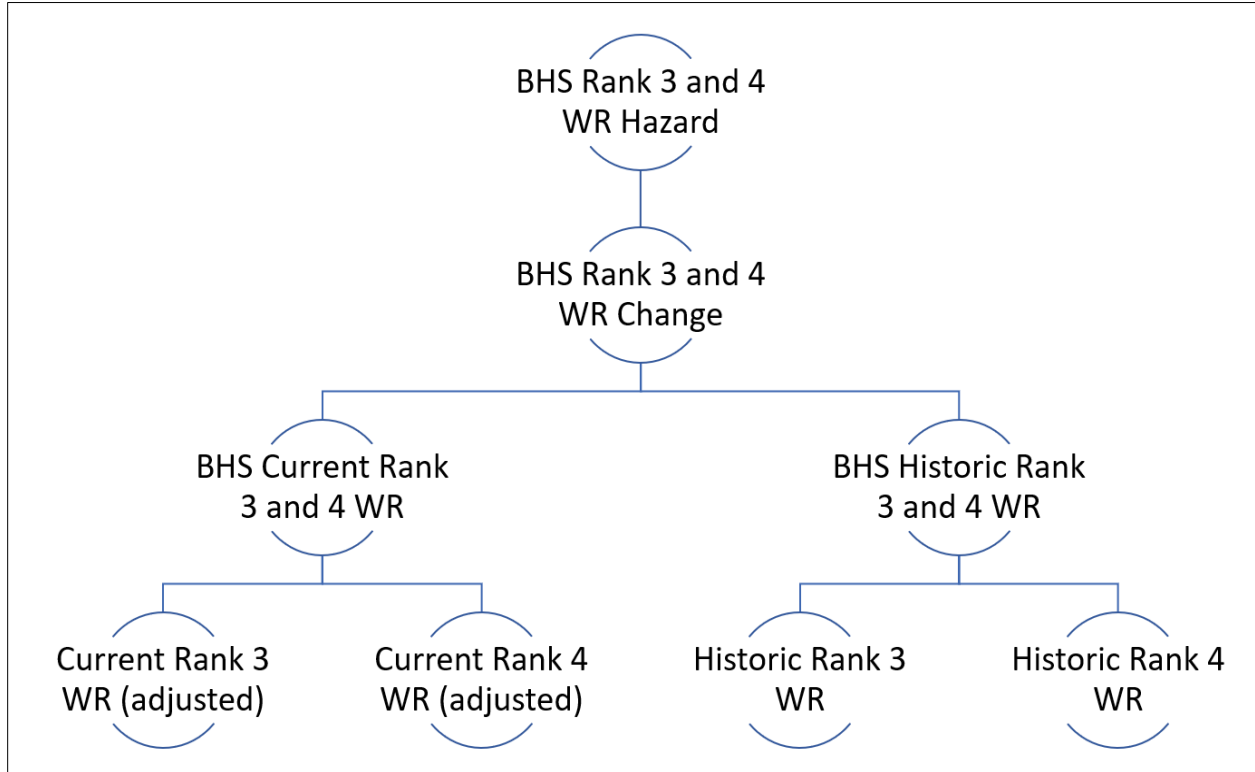 BHS Rank 3 and 4
WR Hazard
BHS Rank 3 and 4
WR Change
BHS Current Rank
3 and 4 WR
BHS Historic Rank
3 and 4 WR
Current Rank 3
WR (adjusted)
Current Rank 4
WR (adjusted)
Historic Rank 3
WR
Historic Rank 4
WR